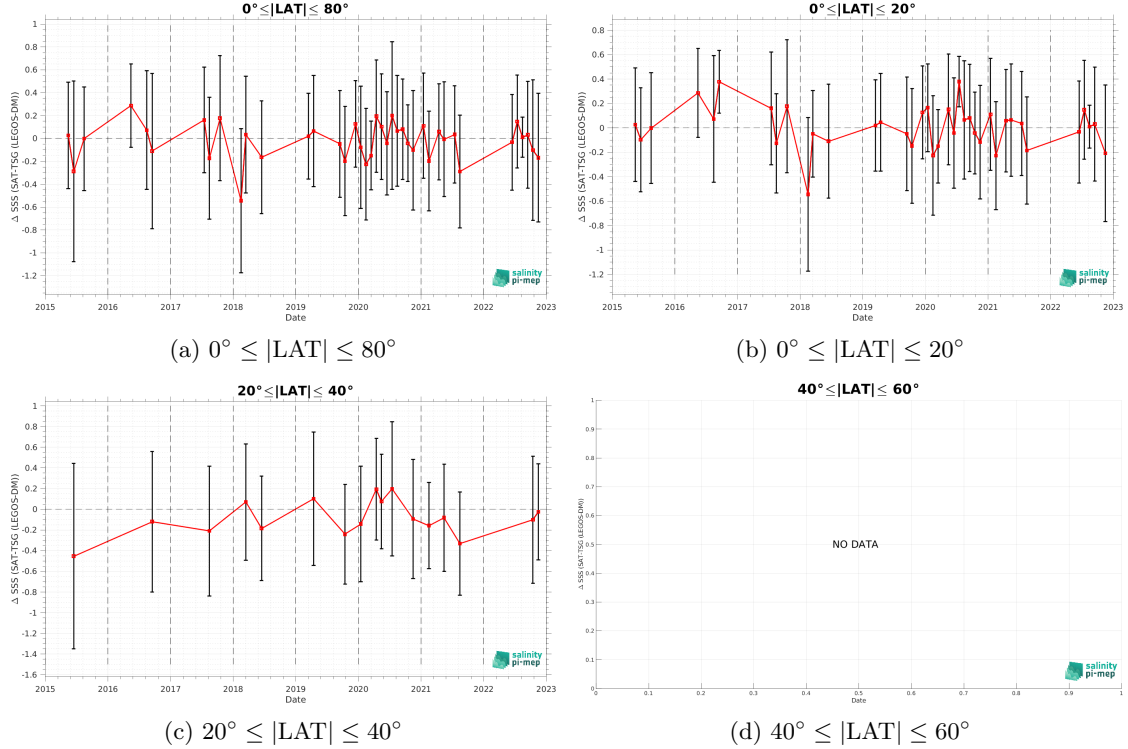 0°≤|LAT|≤ 80°
Δ SSS (SAT-TSG (LEGOS-DM))
1
0.8
0.6
0.4
0.2
0
-0.2
-0.4
-0.6
-0.8
-1
-1.2
2015 2016 2017 2018 2019 2020 2021 2022 2023
Date
salinity
pi-mep
(a) 0° ≤ |LAT| ≤ 80°
0°≤|LAT|≤ 20°
Δ SSS (SAT-TSG (LEGOS-DM))
0.8
0.6
0.4
0.2
0
-0.2
-0.4
-0.6
-0.8
-1
-1.2
2015 2016 2017 2018 2019 2020 2021 2022 2023
Date
salinity
pi-mep
(b) 0° ≤ |LAT| ≤ 20°
20°≤|LAT|≤ 40°
Δ SSS (SAT-TSG (LEGOS-DM))
1
0.8
0.6
0.4
0.2
0
-0.2
-0.4
-0.6
-0.8
-1
-1.2
-1.4
-1.6
2015 2016 2017 2018 2019 2020 2021 2022 2023
Date
salinity
pi-mep
(c) 20° ≤ |LAT| ≤ 40°
40°≤|LAT|≤ 60°
Δ SSS (SAT-TSG (LEGOS-DM))
1
0.9
0.8
0.7
0.6
0.5
0.4
0.3
0.2
0.1
0
NO DATA
0 0.1 0.2 0.3 0.4 0.5 0.6 0.7 0.8 0.9 1
Date
salinity
pi-mep
(d) 40° ≤ |LAT| ≤ 60°